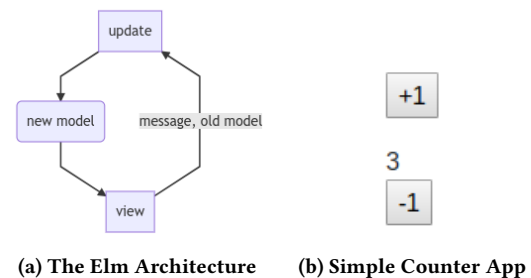 update
new model
message, old model
view
+1
3
-1
(a) The Elm Architecture
(b) Simple Counter App